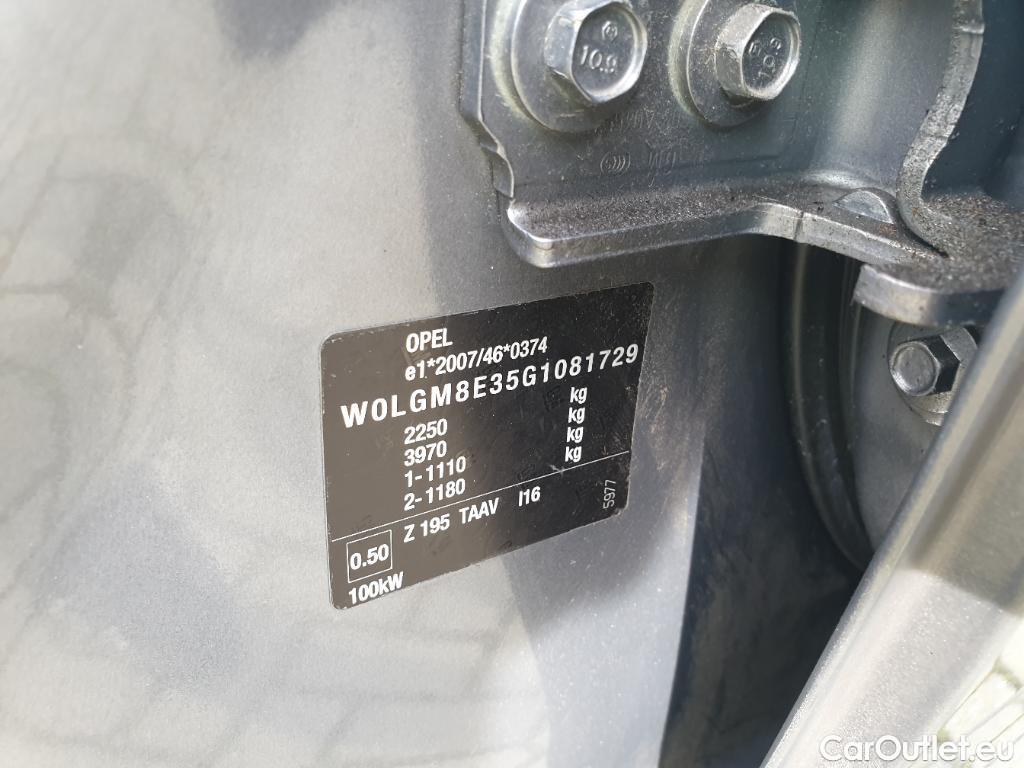 10.9
10.9
OPEL
e1*2007/46*0374
W0LGM8E35G1081729
2250 kg
3970 kg
1-1110 kg
2-1180 kg
Z 195 TAAV I16
5977
0.50
100kW
CarOutlet.eu